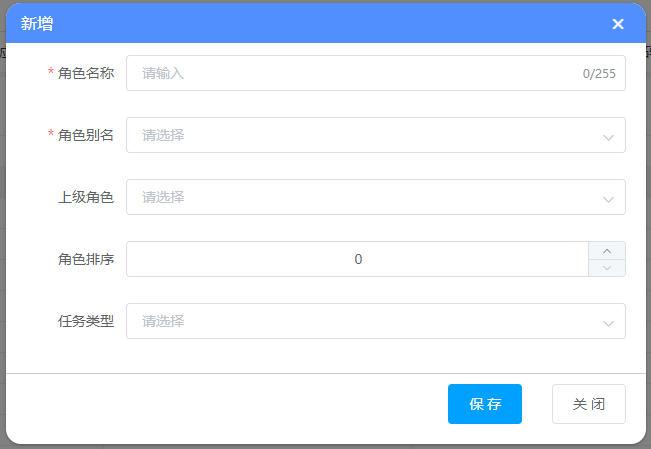 新增
* 角色名称 请输入 0/255
* 角色别名 请选择
上级角色 请选择
角色排序 0
任务类型 请选择
保 存 关 闭